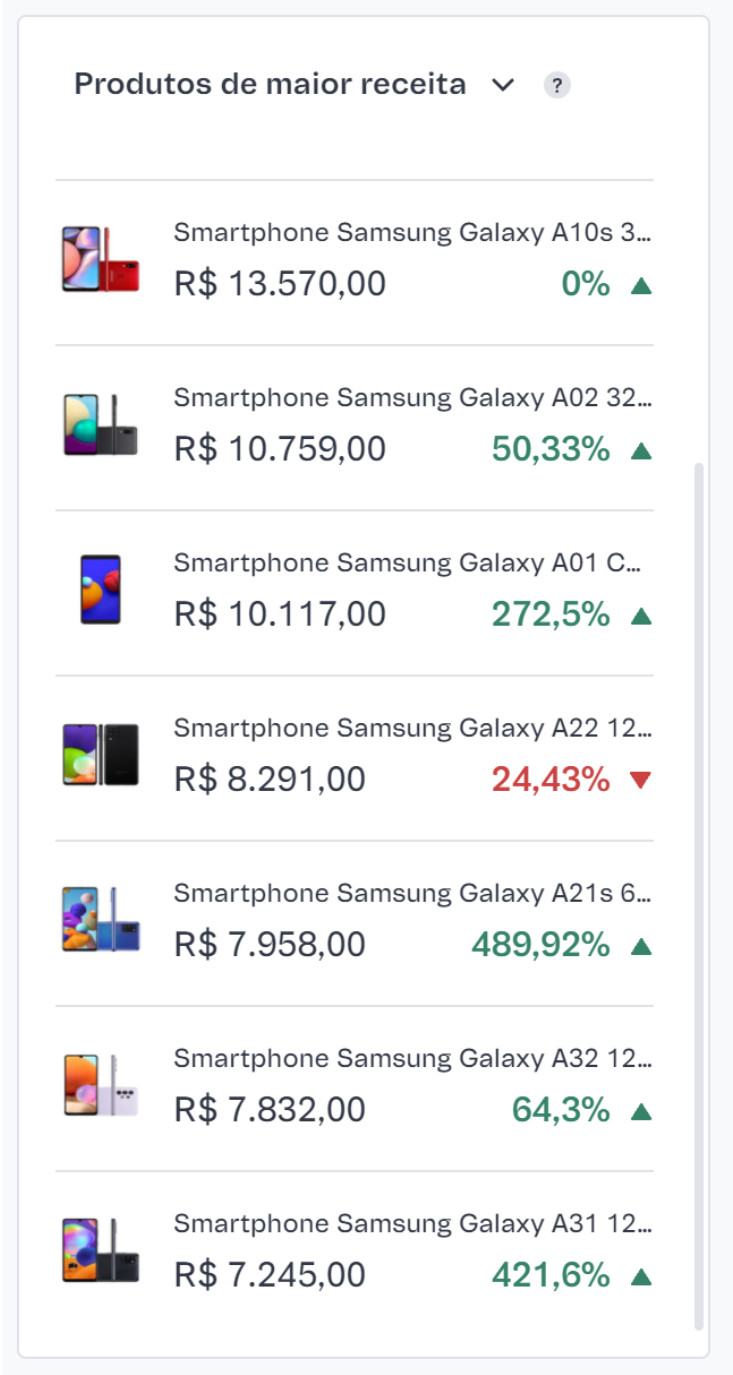 Produtos de maior receita
?
Smartphone Samsung Galaxy A10s 3...
R$ 13.570,00 0% ▲
Smartphone Samsung Galaxy A02 32...
R$ 10.759,00 50,33% ▲
Smartphone Samsung Galaxy A01 C...
R$ 10.117,00 272,5% ▲
Smartphone Samsung Galaxy A22 12...
R$ 8.291,00 24,43% ▼
Smartphone Samsung Galaxy A21s 6...
R$ 7.958,00 489,92% ▲
Smartphone Samsung Galaxy A32 12...
R$ 7.832,00 64,3% ▲
Smartphone Samsung Galaxy A31 12...
R$ 7.245,00 421,6% ▲